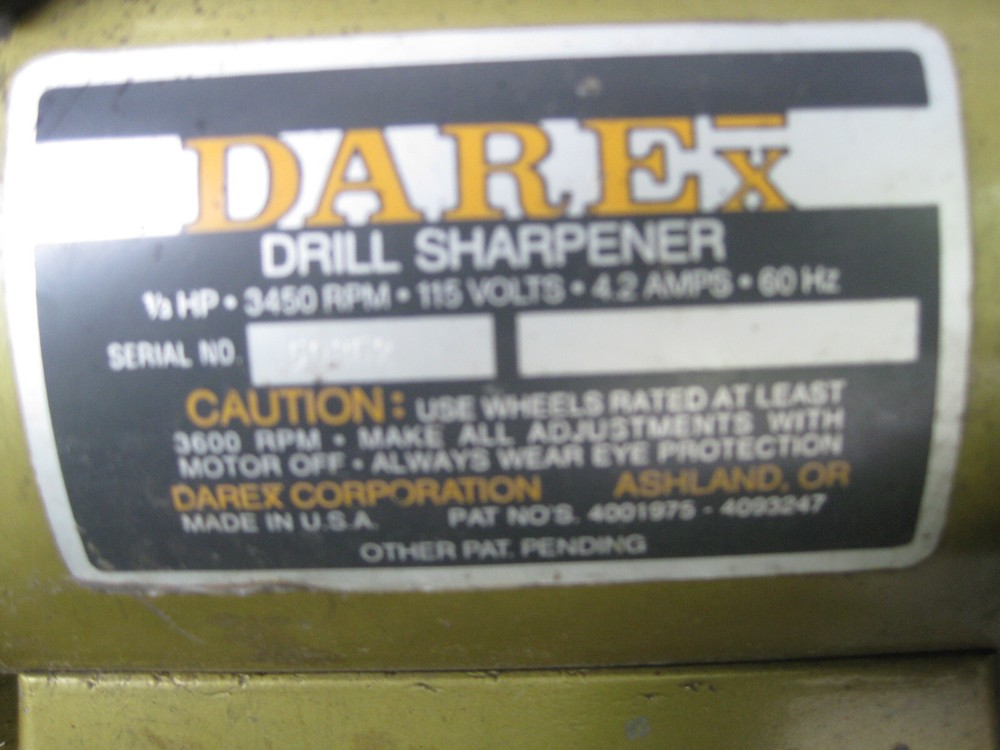 DAREX
DRILL SHARPENER
⅓ HP • 3450 RPM • 115 VOLTS • 4.2 AMPS • 60 Hz
SERIAL NO.
CAUTION: USE WHEELS RATED AT LEAST
3600 RPM • MAKE ALL ADJUSTMENTS WITH
MOTOR OFF • ALWAYS WEAR EYE PROTECTION
DAREX CORPORATION ASHLAND, OR
MADE IN U.S.A. PAT NO'S. 4001975 - 4093247
OTHER PAT. PENDING